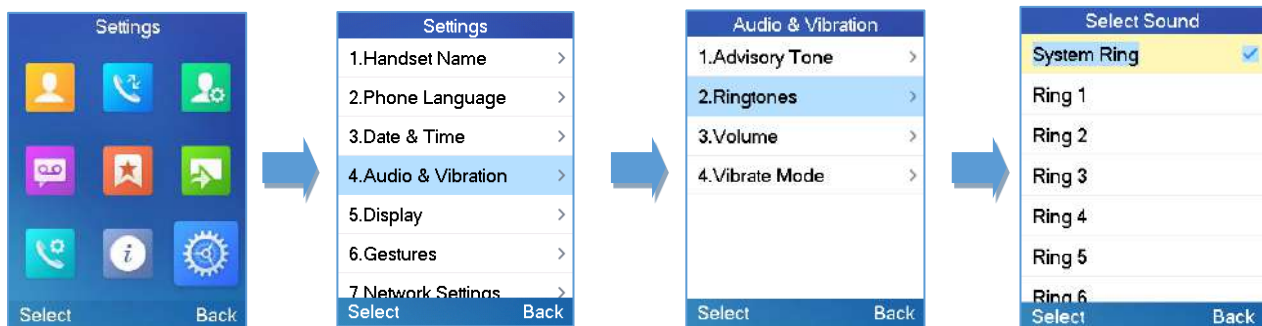 Settings
Select Back
Settings
1.Handset Name
2.Phone Language
3.Date & Time
4.Audio & Vibration
5.Display
6.Gestures
7.Network Settings
Select Back
Audio & Vibration
1.Advisory Tone
2.Ringtones
3.Volume
4.Vibrate Mode
Select Back
Select Sound
System Ring
Ring 1
Ring 2
Ring 3
Ring 4
Ring 5
Ring 6
Select Back